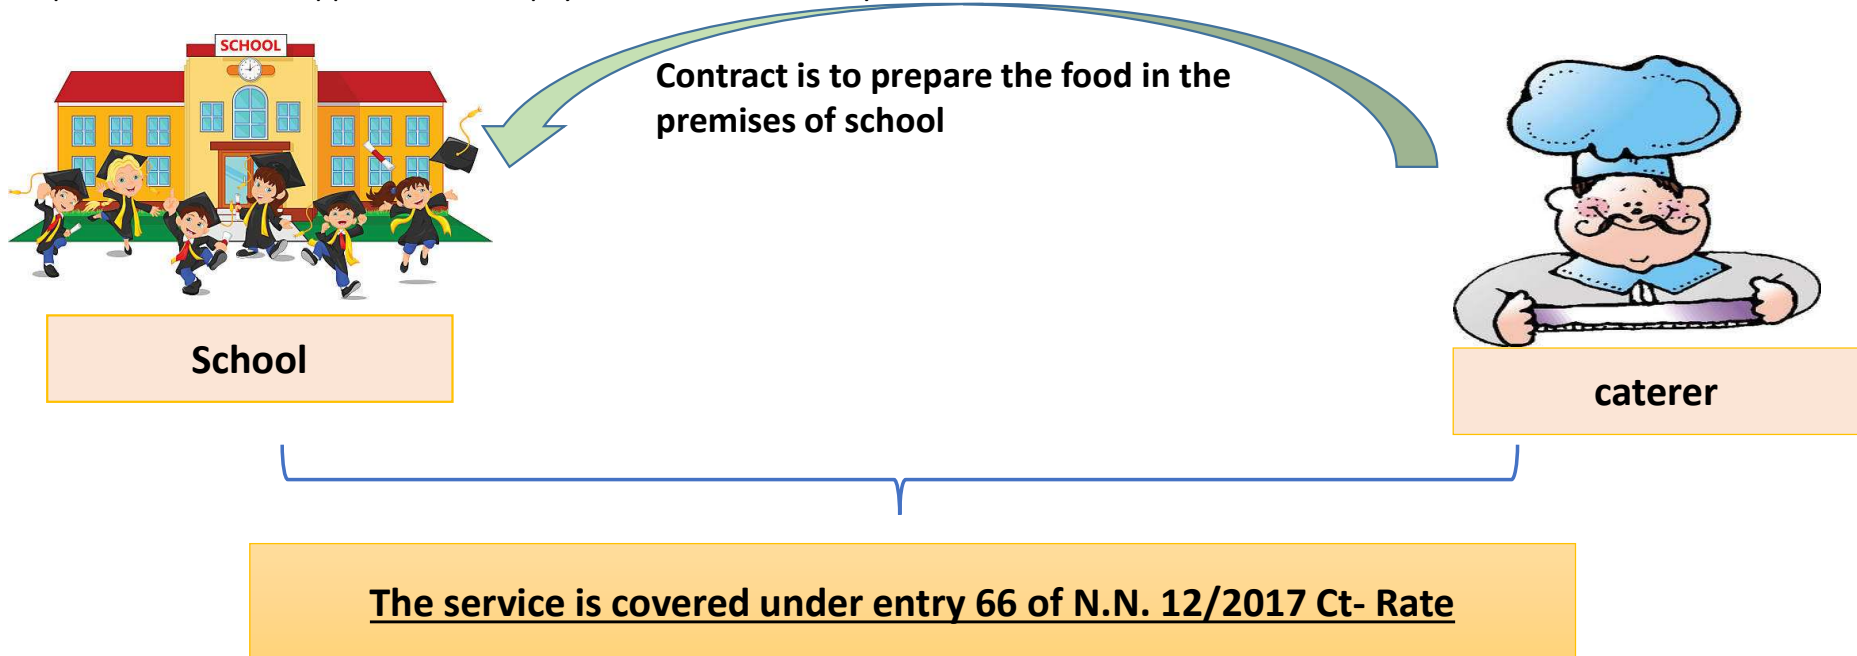 SCHOOL
Contract is to prepare the food in the
premises of school
School
caterer
The service is covered under entry 66 of N.N. 12/2017 Ct- Rate